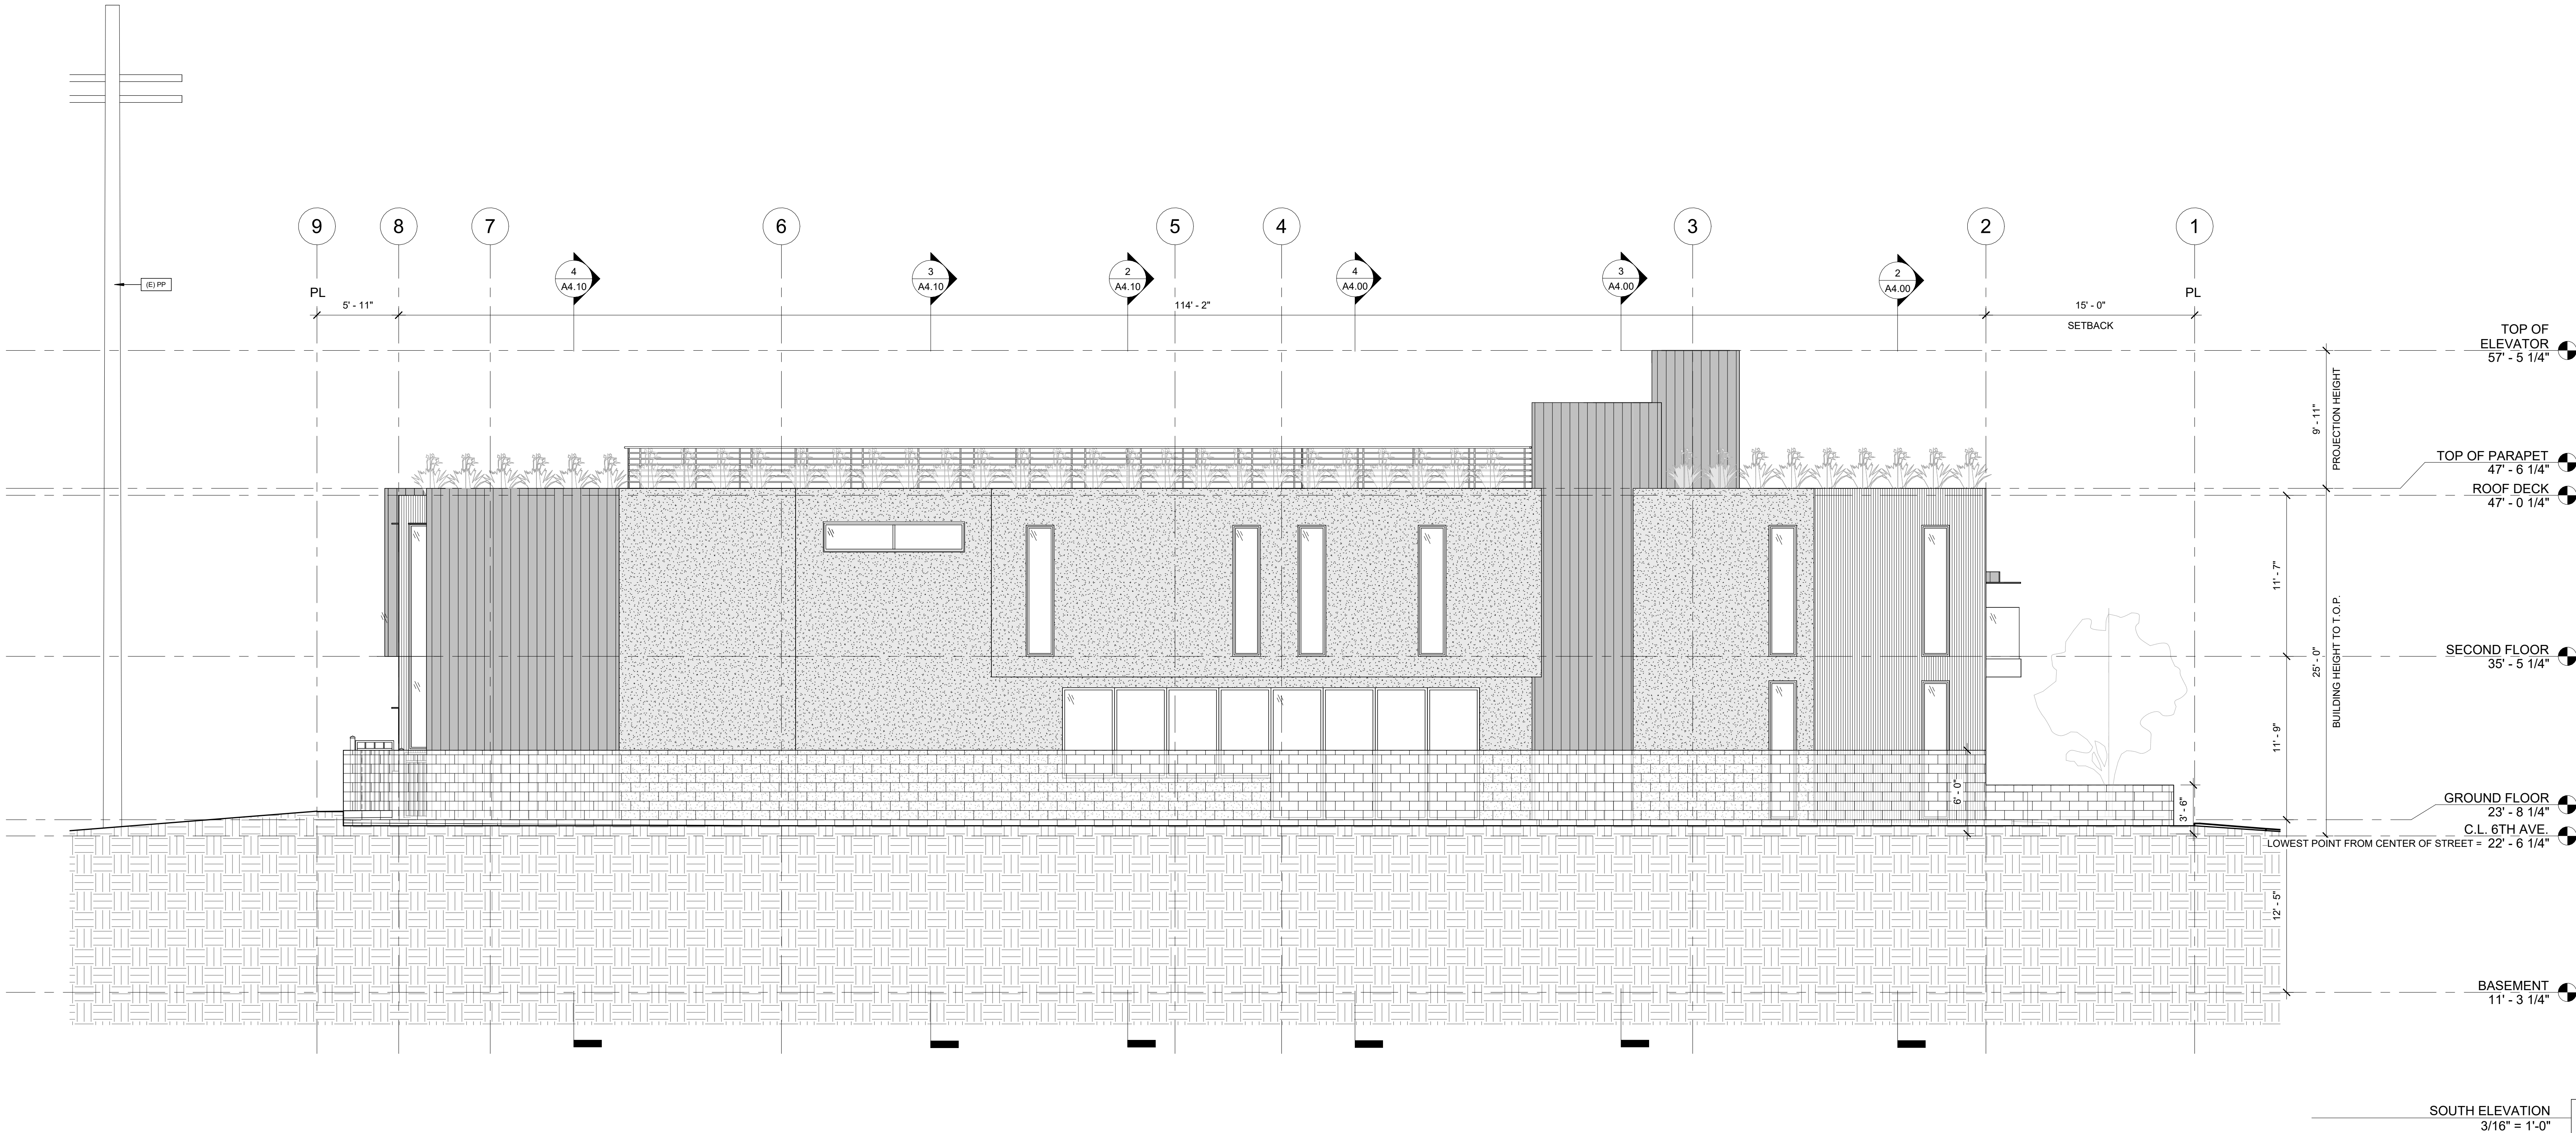 9
8
7
6
5
4
3
2
1
4
A4.10
3
A4.10
2
A4.10
4
A4.00
3
A4.00
2
A4.00
(E) PP
PL
PL
5' - 11"
114' - 2"
15' - 0"
SETBACK
TOP OF
ELEVATOR
57' - 5 1/4"
9' - 11"
PROJECTION HEIGHT
TOP OF PARAPET
47' - 6 1/4"
ROOF DECK
47' - 0 1/4"
11' - 7"
25' - 0"
BUILDING HEIGHT TO T.O.P.
SECOND FLOOR
35' - 5 1/4"
11' - 9"
6' - 0"
3' - 6"
GROUND FLOOR
23' - 8 1/4"
C.L. 6TH AVE.
LOWEST POINT FROM CENTER OF STREET = 22' - 6 1/4"
12' - 5"
BASEMENT
11' - 3 1/4"
SOUTH ELEVATION
3/16" = 1'-0"